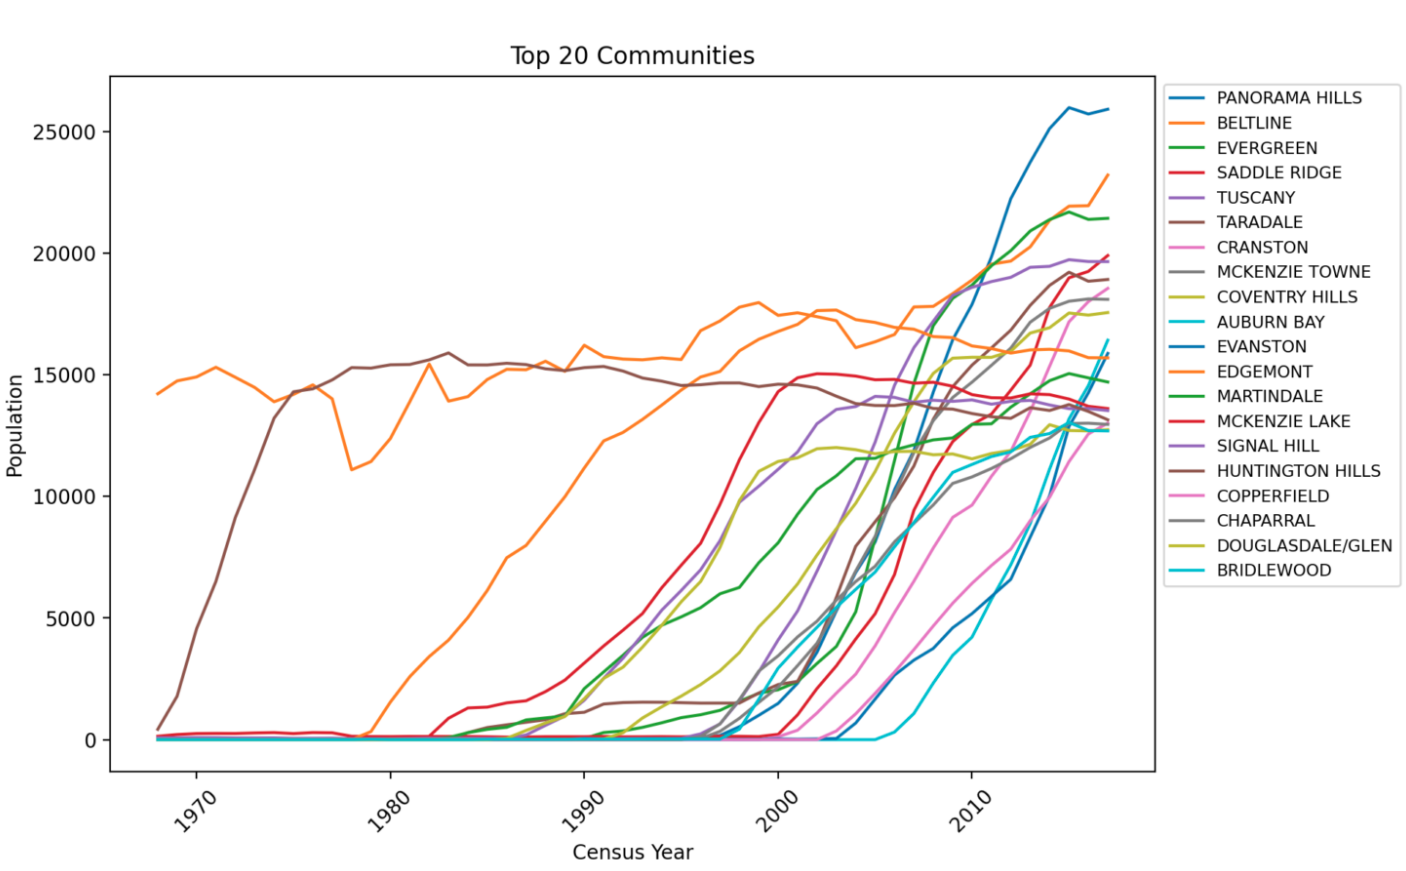 Top 20 Communities
25000
20000
15000
10000
5000
0
Population
1970
1980
1990
2000
2010
Census Year
PANORAMA HILLS
BELTLINE
EVERGREEN
SADDLE RIDGE
TUSCANY
TARADALE
CRANSTON
MCKENZIE TOWNE
COVENTRY HILLS
AUBURN BAY
EVANSTON
EDGEMONT
MARTINDALE
MCKENZIE LAKE
SIGNAL HILL
HUNTINGTON HILLS
COPPERFIELD
CHAPARRAL
DOUGLASDALE/GLEN
BRIDLEWOOD